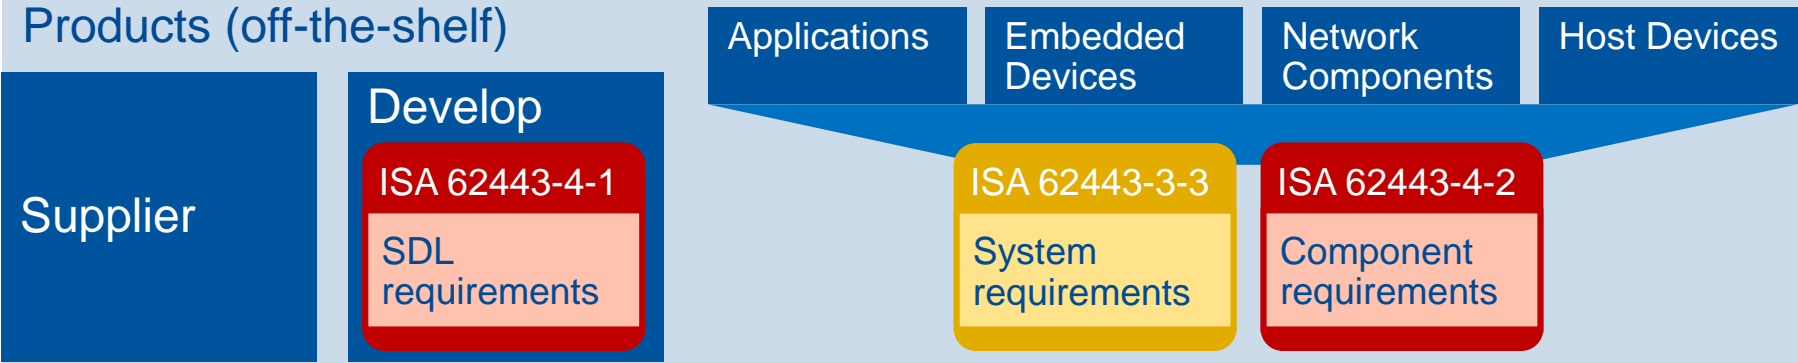 Products (off-the-shelf)
Supplier
Develop
ISA 62443-4-1
SDL
requirements
Applications
Embedded
Devices
Network
Components
Host Devices
ISA 62443-3-3
System
requirements
ISA 62443-4-2
Component
requirements